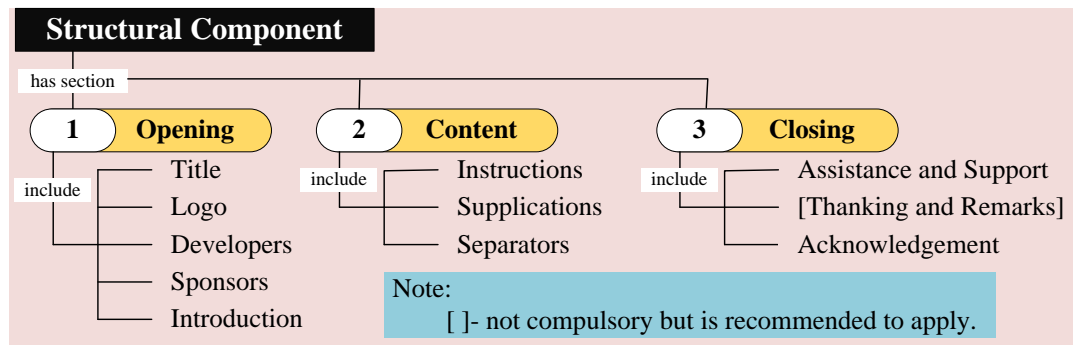 Structural Component
has section
1 Opening
include
Title
Logo
Developers
Sponsors
Introduction
2 Content
include
Instructions
Supplications
Separators
3 Closing
include
Assistance and Support
[Thanking and Remarks]
Acknowledgement
Note:
[ ]- not compulsory but is recommended to apply.